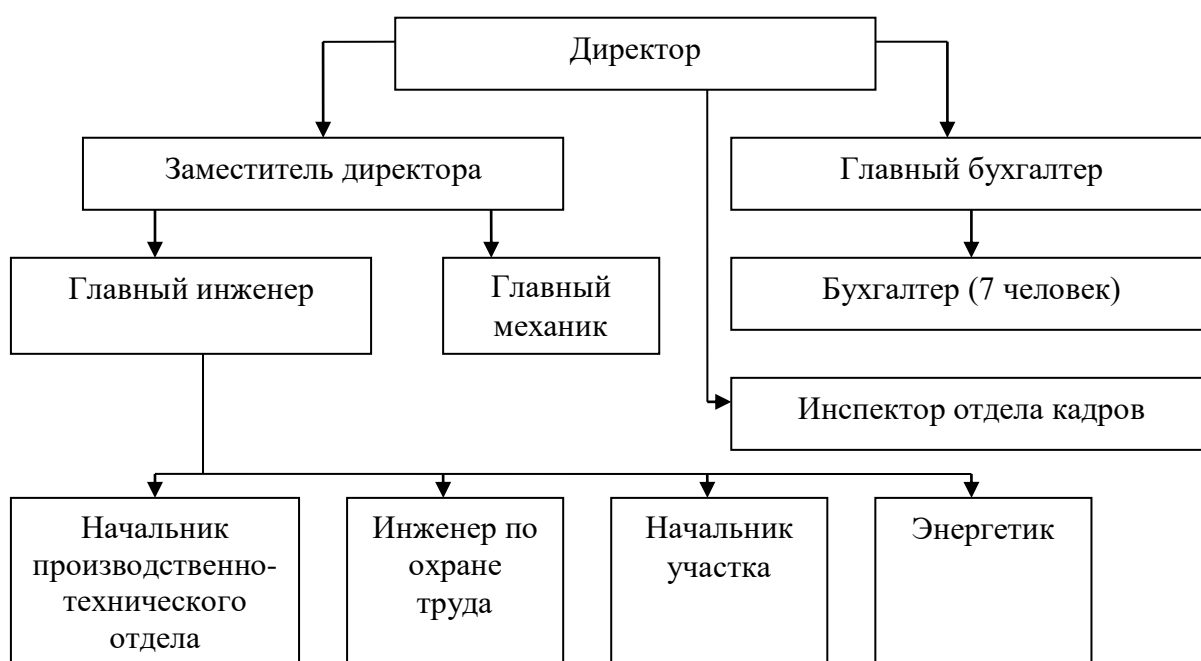 Директор
Заместитель директора
Главный бухгалтер
Главный инженер
Главный
механик
Бухгалтер (7 человек)
Инспектор отдела кадров
Начальник
производственно-
технического
отдела
Инженер по
охране
труда
Начальник
участка
Энергетик